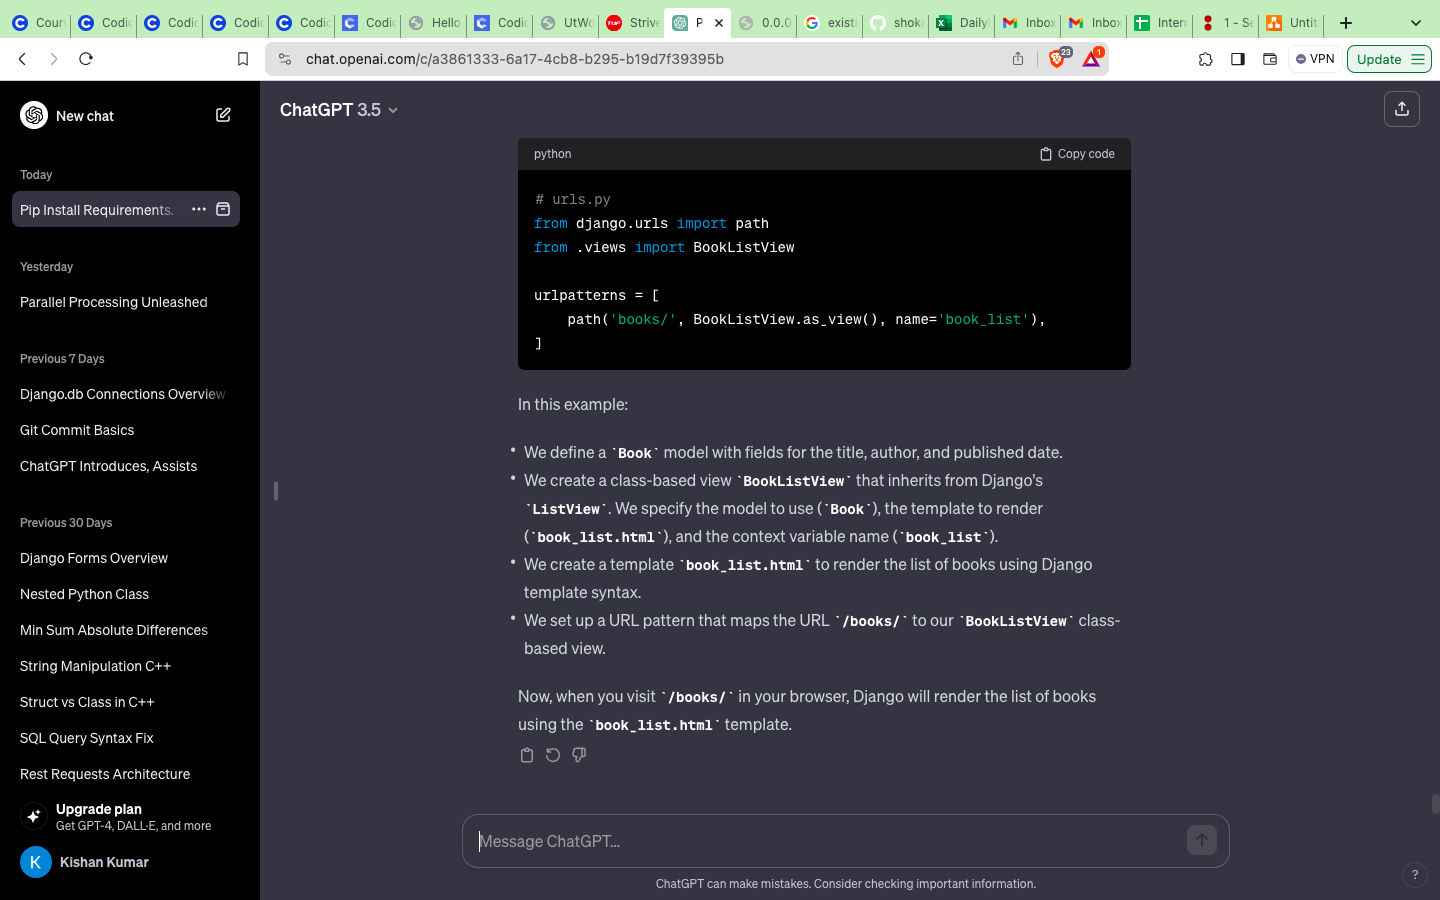 Cours
Codic
Codic
Codic
Codic
Codic
Hello
Codic
UtWo
TUF
Strive
P
0.0.0
existi
shoka
Daily
Inbox
Inbox
Intern
1 - Se
Untit
chat.openai.com/c/a3861333-6a17-4cb8-b295-b19d7f39395b
23
1
VPN
Update
New chat
Today
Pip Install Requirements.
Yesterday
Parallel Processing Unleashed
Previous 7 Days
Django.db Connections Overview
Git Commit Basics
ChatGPT Introduces, Assists
Previous 30 Days
Django Forms Overview
Nested Python Class
Min Sum Absolute Differences
String Manipulation C++
Struct vs Class in C++
SQL Query Syntax Fix
Rest Requests Architecture
Upgrade plan
Get GPT-4, DALL·E, and more
K
Kishan Kumar
ChatGPT 3.5
python
Copy code
# urls.py
from django.urls import path
from .views import BookListView
urlpatterns = [
    path('books/', BookListView.as_view(), name='book_list'),
]
In this example:
• We define a `Book` model with fields for the title, author, and published date.
• We create a class-based view `BookListView` that inherits from Django's
`ListView`. We specify the model to use (`Book`), the template to render
(`book_list.html`), and the context variable name (`book_list`).
• We create a template `book_list.html` to render the list of books using Django
template syntax.
• We set up a URL pattern that maps the URL `/books/` to our `BookListView` class-
based view.
Now, when you visit `/books/` in your browser, Django will render the list of books
using the `book_list.html` template.
Message ChatGPT...
ChatGPT can make mistakes. Consider checking important information.
?